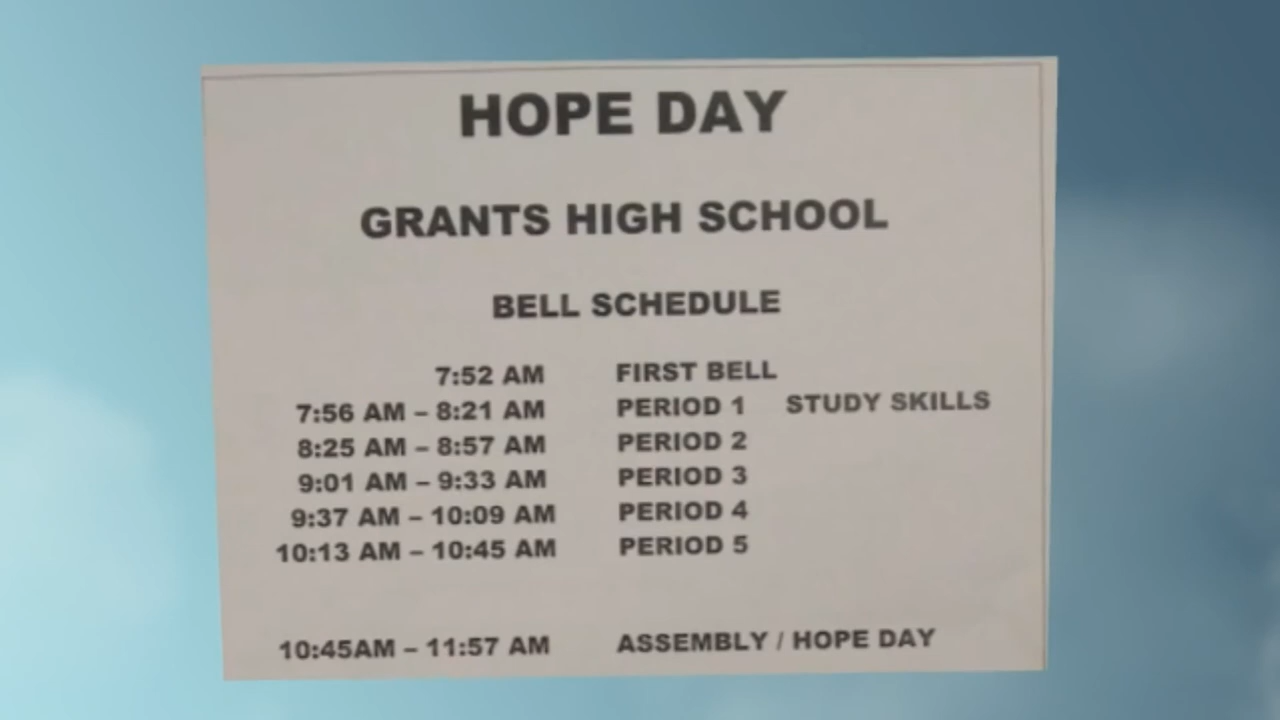 HOPE DAY
GRANTS HIGH SCHOOL
BELL SCHEDULE
7:52 AM FIRST BELL
7:56 AM – 8:21 AM PERIOD 1 STUDY SKILLS
8:25 AM – 8:57 AM PERIOD 2
9:01 AM – 9:33 AM PERIOD 3
9:37 AM – 10:09 AM PERIOD 4
10:13 AM – 10:45 AM PERIOD 5
10:45AM – 11:57 AM ASSEMBLY / HOPE DAY